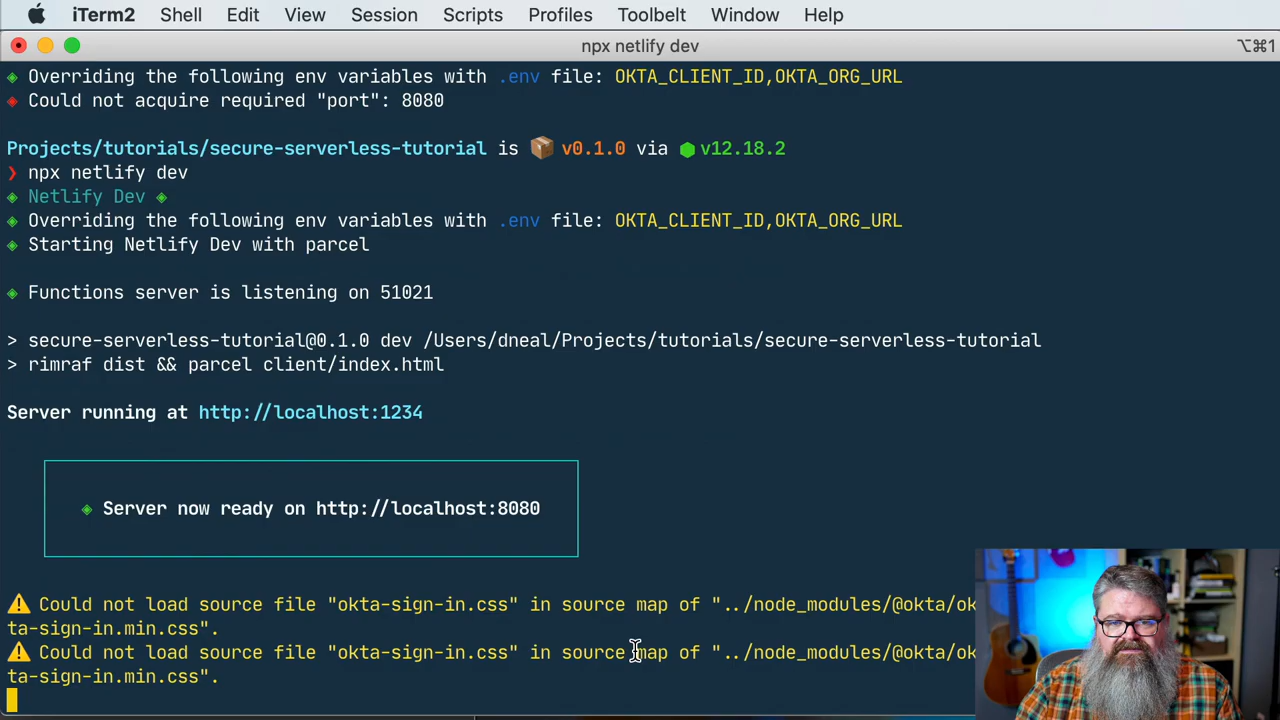 iTerm2 Shell Edit View Session Scripts Profiles Toolbelt Window Help
npx netlify dev ⌥⌘1
◈ Overriding the following env variables with .env file: OKTA_CLIENT_ID,OKTA_ORG_URL
◈ Could not acquire required "port": 8080
Projects/tutorials/secure-serverless-tutorial is 📦 v0.1.0 via ⬢ v12.18.2
❯ npx netlify dev
◈ Netlify Dev ◈
◈ Overriding the following env variables with .env file: OKTA_CLIENT_ID,OKTA_ORG_URL
◈ Starting Netlify Dev with parcel
◈ Functions server is listening on 51021
> secure-serverless-tutorial@0.1.0 dev /Users/dneal/Projects/tutorials/secure-serverless-tutorial
> rimraf dist && parcel client/index.html
Server running at http://localhost:1234
◈ Server now ready on http://localhost:8080
⚠️ Could not load source file "okta-sign-in.css" in source map of "../node_modules/@okta/ok
ta-sign-in.min.css".
⚠️ Could not load source file "okta-sign-in.css" in source map of "../node_modules/@okta/ok
ta-sign-in.min.css".